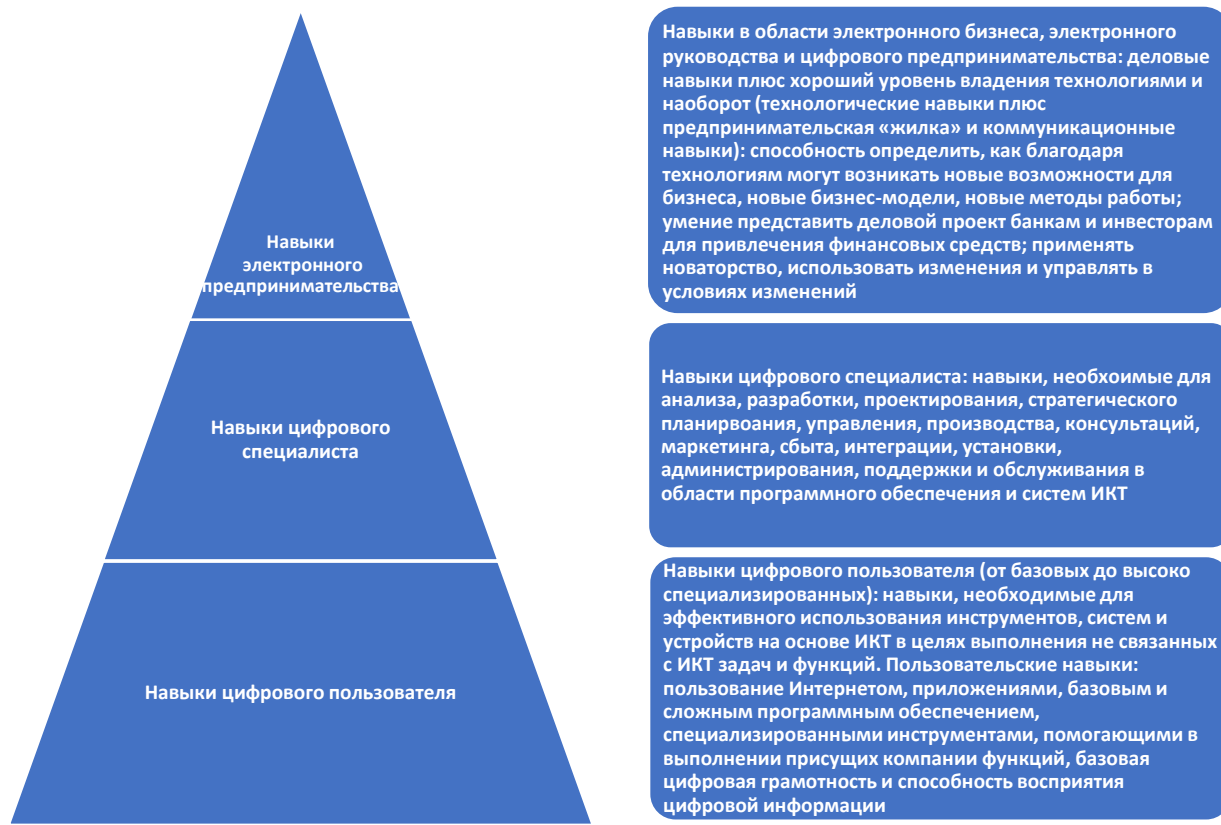 Навыки
электронного
предпринимательства
Навыки в области электронного бизнеса, электронного
руководства и цифрового предпринимательства: деловые
навыки плюс хороший уровень владения технологиями и
наоборот (технологические навыки плюс
предпринимательская «жилка» и коммуникационные
навыки): способность определить, как благодаря
технологиям могут возникать новые возможности для
бизнеса, новые бизнес-модели, новые методы работы;
умение представить деловой проект банкам и инвесторам
для привлечения финансовых средств; применять
новаторство, использовать изменения и управлять в
условиях изменений
Навыки цифрового
специалиста
Навыки цифрового специалиста: навыки, необхоимые для
анализа, разработки, проектирования, стратегического
планирвоания, управления, производства, консультаций,
маркетинга, сбыта, интеграции, установки,
администрирования, поддержки и обслуживания в
области программного обеспечения и систем ИКТ
Навыки цифрового пользователя
Навыки цифрового пользователя (от базовых до высоко
специализированных): навыки, необходимые для
эффективного использования инструментов, систем и
устройств на основе ИКТ в целях выполнения не связанных
с ИКТ задач и функций. Пользовательские навыки:
пользование Интернетом, приложениями, базовым и
сложным программным обеспечением,
специализированными инструментами, помогающими в
выполнении присущих компании функций, базовая
цифровая грамотность и способность восприятия
цифровой информации